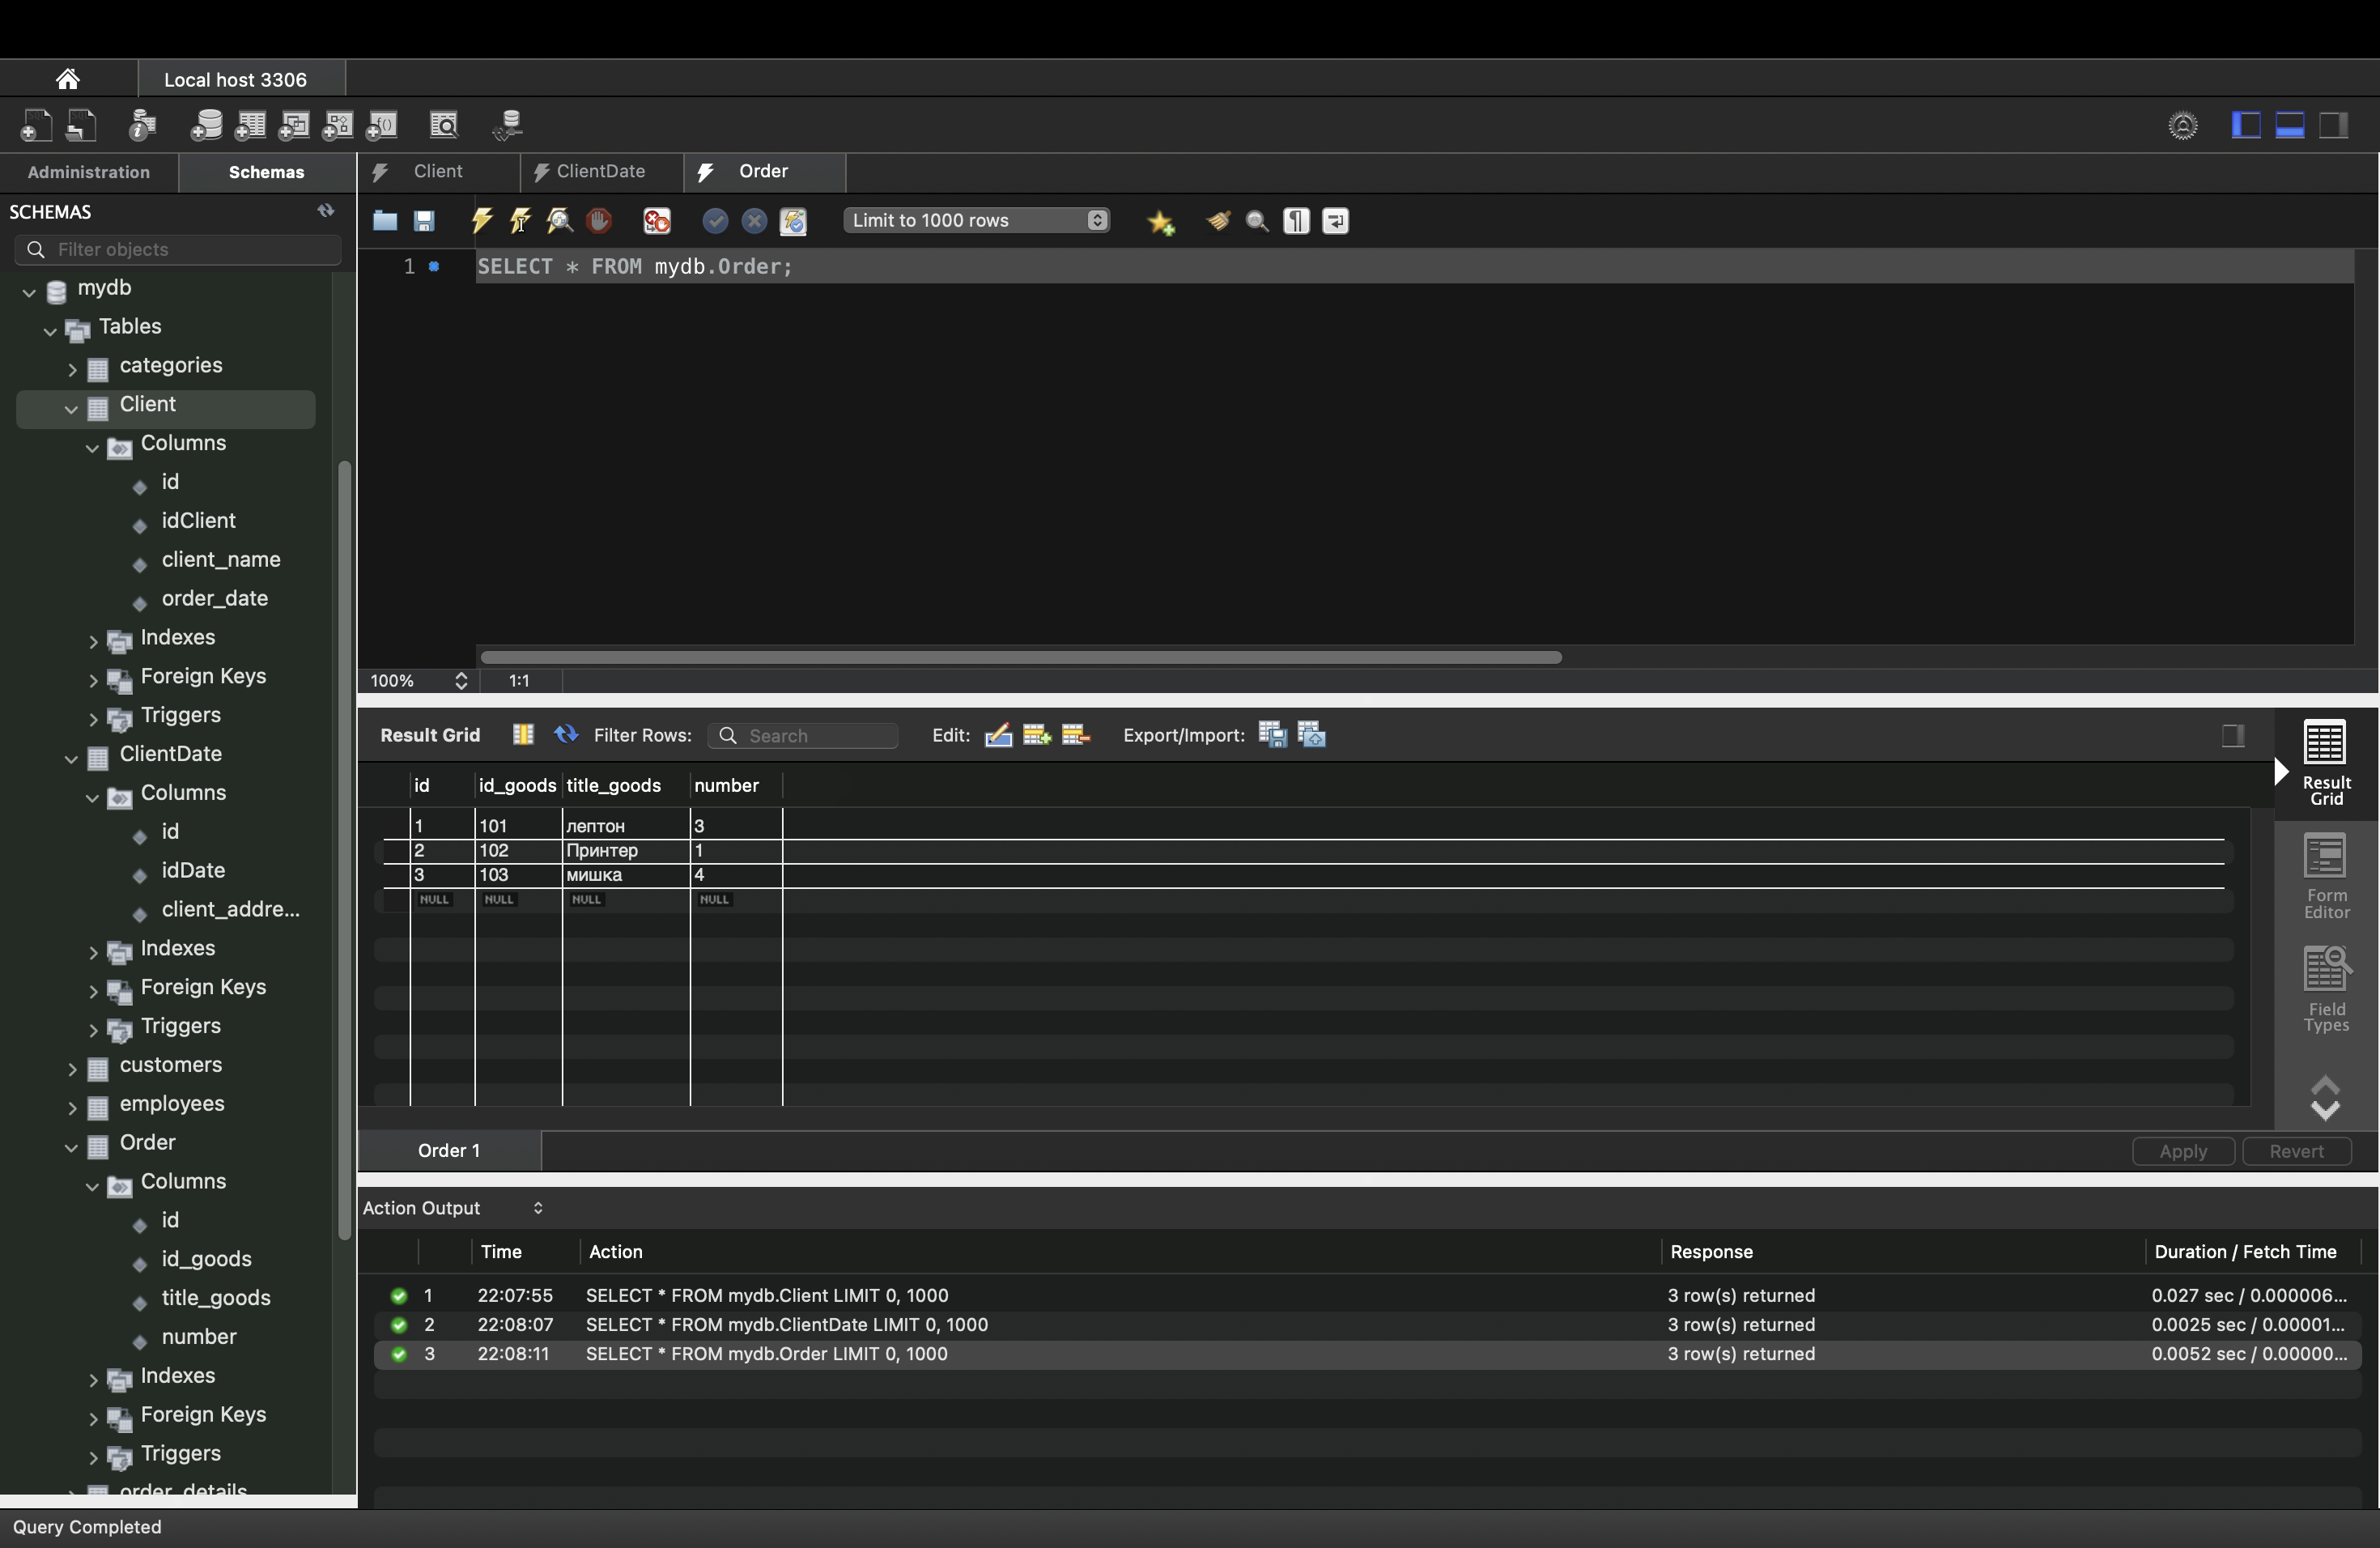 Local host 3306
Administration Schemas
Client ClientDate Order
SCHEMAS
Filter objects
mydb
Tables
categories
Client
Columns
id
idClient
client_name
order_date
Indexes
Foreign Keys
Triggers
ClientDate
Columns
id
idDate
client_addre...
Indexes
Foreign Keys
Triggers
customers
employees
Order
Columns
id
id_goods
title_goods
number
Indexes
Foreign Keys
Triggers
order_details
Limit to 1000 rows
1 SELECT * FROM mydb.Order;
100% 1:1
Result Grid Filter Rows: Search Edit: Export/Import:
id id_goods title_goods number
1 101 лептон 3
2 102 Принтер 1
3 103 мишка 4
NULL NULL NULL NULL
Result
Grid
Form
Editor
Field
Types
Order 1 Apply Revert
Action Output
Time Action Response Duration / Fetch Time
1 22:07:55 SELECT * FROM mydb.Client LIMIT 0, 1000 3 row(s) returned 0.027 sec / 0.000006...
2 22:08:07 SELECT * FROM mydb.ClientDate LIMIT 0, 1000 3 row(s) returned 0.0025 sec / 0.00001...
3 22:08:11 SELECT * FROM mydb.Order LIMIT 0, 1000 3 row(s) returned 0.0052 sec / 0.00000...
Query Completed